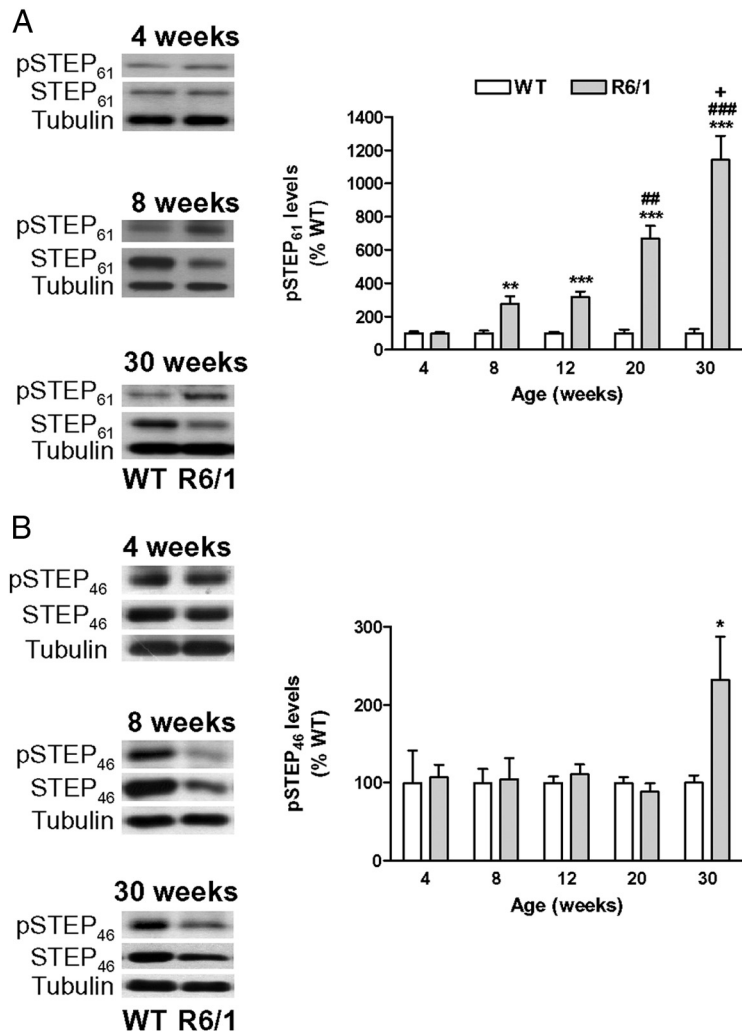 A
4 weeks
pSTEP61
STEP61
Tubulin
8 weeks
pSTEP61
STEP61
Tubulin
30 weeks
pSTEP61
STEP61
Tubulin
WT R6/1
WT R6/1
pSTEP61 levels
(% WT)
1400
1200
1000
800
600
400
200
0
**
***
##
***
+
###
***
4 8 12 20 30
Age (weeks)
B
4 weeks
pSTEP46
STEP46
Tubulin
8 weeks
pSTEP46
STEP46
Tubulin
30 weeks
pSTEP46
STEP46
Tubulin
WT R6/1
pSTEP46 levels
(% WT)
300
200
100
0
*
4 8 12 20 30
Age (weeks)